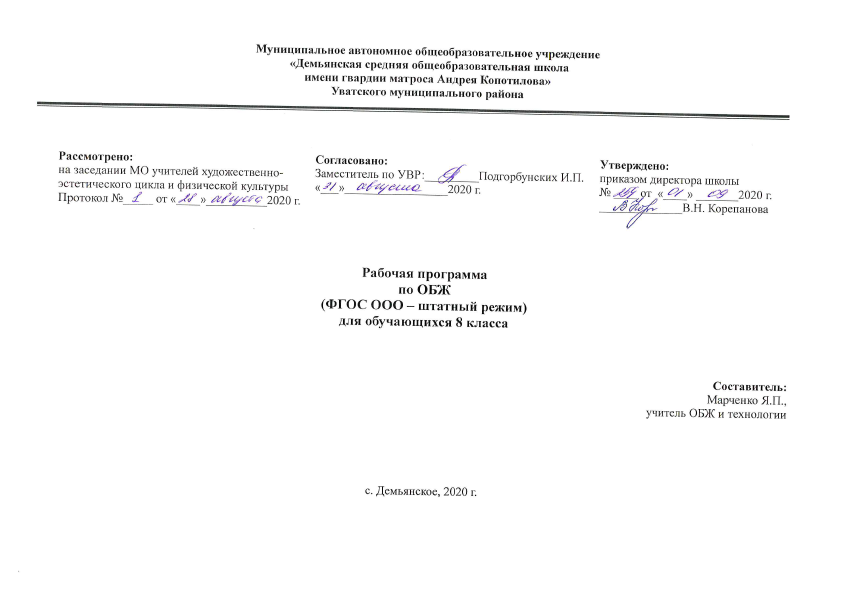 Муниципальное автономное общеобразовательное учреждение
«Демьянская средняя общеобразовательная школа
имени гвардии матроса Андрея Копотилова»
Уватского муниципального района
Рассмотрено:
на заседании МО учителей художественно-
эстетического цикла и физической культуры
Протокол № 1 от « 28 » августа 2020 г.
Согласовано:
Заместитель по УВР: Подгорбунских И.П.
« 31 » августа 2020 г.
Утверждено:
приказом директора школы
№ от « 01 » 09 2020 г.
В.Н. Корепанова
Рабочая программа
по ОБЖ
(ФГОС ООО – штатный режим)
для обучающихся 8 класса
Составитель:
Марченко Я.П.,
учитель ОБЖ и технологии
с. Демьянское, 2020 г.